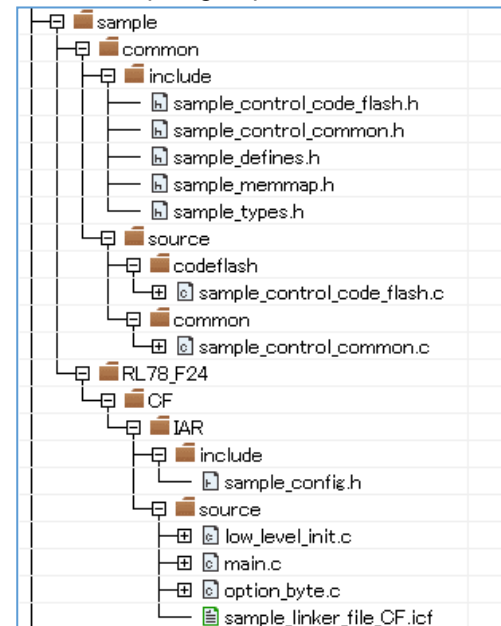 sample
common
include
sample_control_code_flash.h
sample_control_common.h
sample_defines.h
sample_memmap.h
sample_types.h
source
codeflash
sample_control_code_flash.c
common
sample_control_common.c
RL78_F24
CF
IAR
include
sample_config.h
source
low_level_init.c
main.c
option_byte.c
sample_linker_file_CF.icf